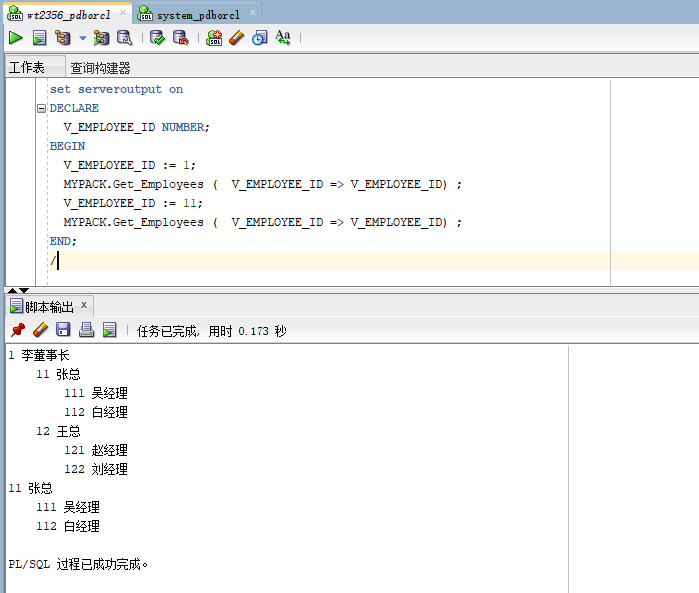 wt2356_pdborcl × system_pdborcl ×
工作表 查询构建器
set serveroutput on
DECLARE
V_EMPLOYEE_ID NUMBER;
BEGIN
V_EMPLOYEE_ID := 1;
MYPACK.Get_Employees (  V_EMPLOYEE_ID => V_EMPLOYEE_ID) ;
V_EMPLOYEE_ID := 11;
MYPACK.Get_Employees (  V_EMPLOYEE_ID => V_EMPLOYEE_ID) ;
END;
/
脚本输出 ×
任务已完成, 用时 0.173 秒
1 李董事长
11 张总
111 吴经理
112 白经理
12 王总
121 赵经理
122 刘经理
11 张总
111 吴经理
112 白经理
PL/SQL 过程已成功完成。